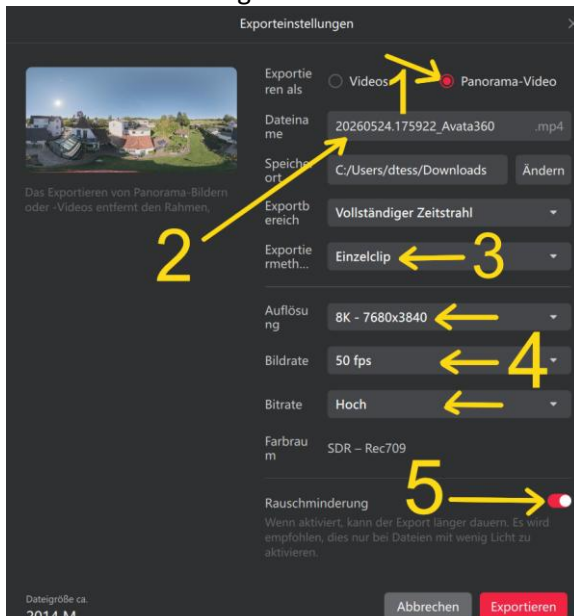 Exporteinstellungen
Exportie
ren als
Videos
Panorama-Video
1
Dateina
me
20260524.175922_Avata360
.mp4
Speicher
ort
C:/Users/dtess/Downloads
Ändern
Das Exportieren von Panorama-Bildern
oder -Videos entfernt den Rahmen,
Exportb
ereich
Vollständiger Zeitstrahl
2
Exportie
rmeth...
Einzelclip
3
Auflösu
ng
8K - 7680x3840
Bildrate
50 fps
4
Bitrate
Hoch
Farbrau
m
SDR – Rec709
5
Rauschminderung
Wenn aktiviert, kann der Export länger dauern. Es wird
empfohlen, dies nur bei Dateien mit wenig Licht zu
aktivieren.
Dateigröße ca.
2014 M
Abbrechen
Exportieren